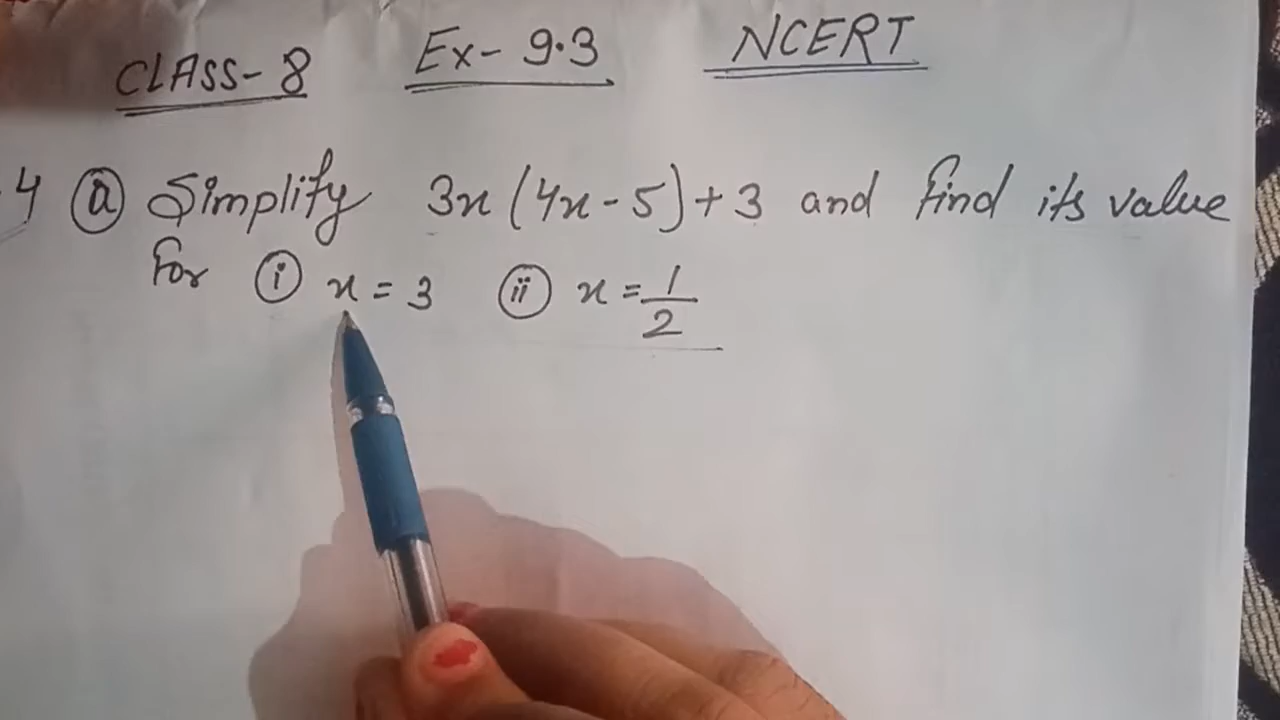 CLASS-8 Ex-9.3 NCERT
4 (a) Simplify 3x(4x-5)+3 and find its value
for (i) x=3 (ii) x=1/2